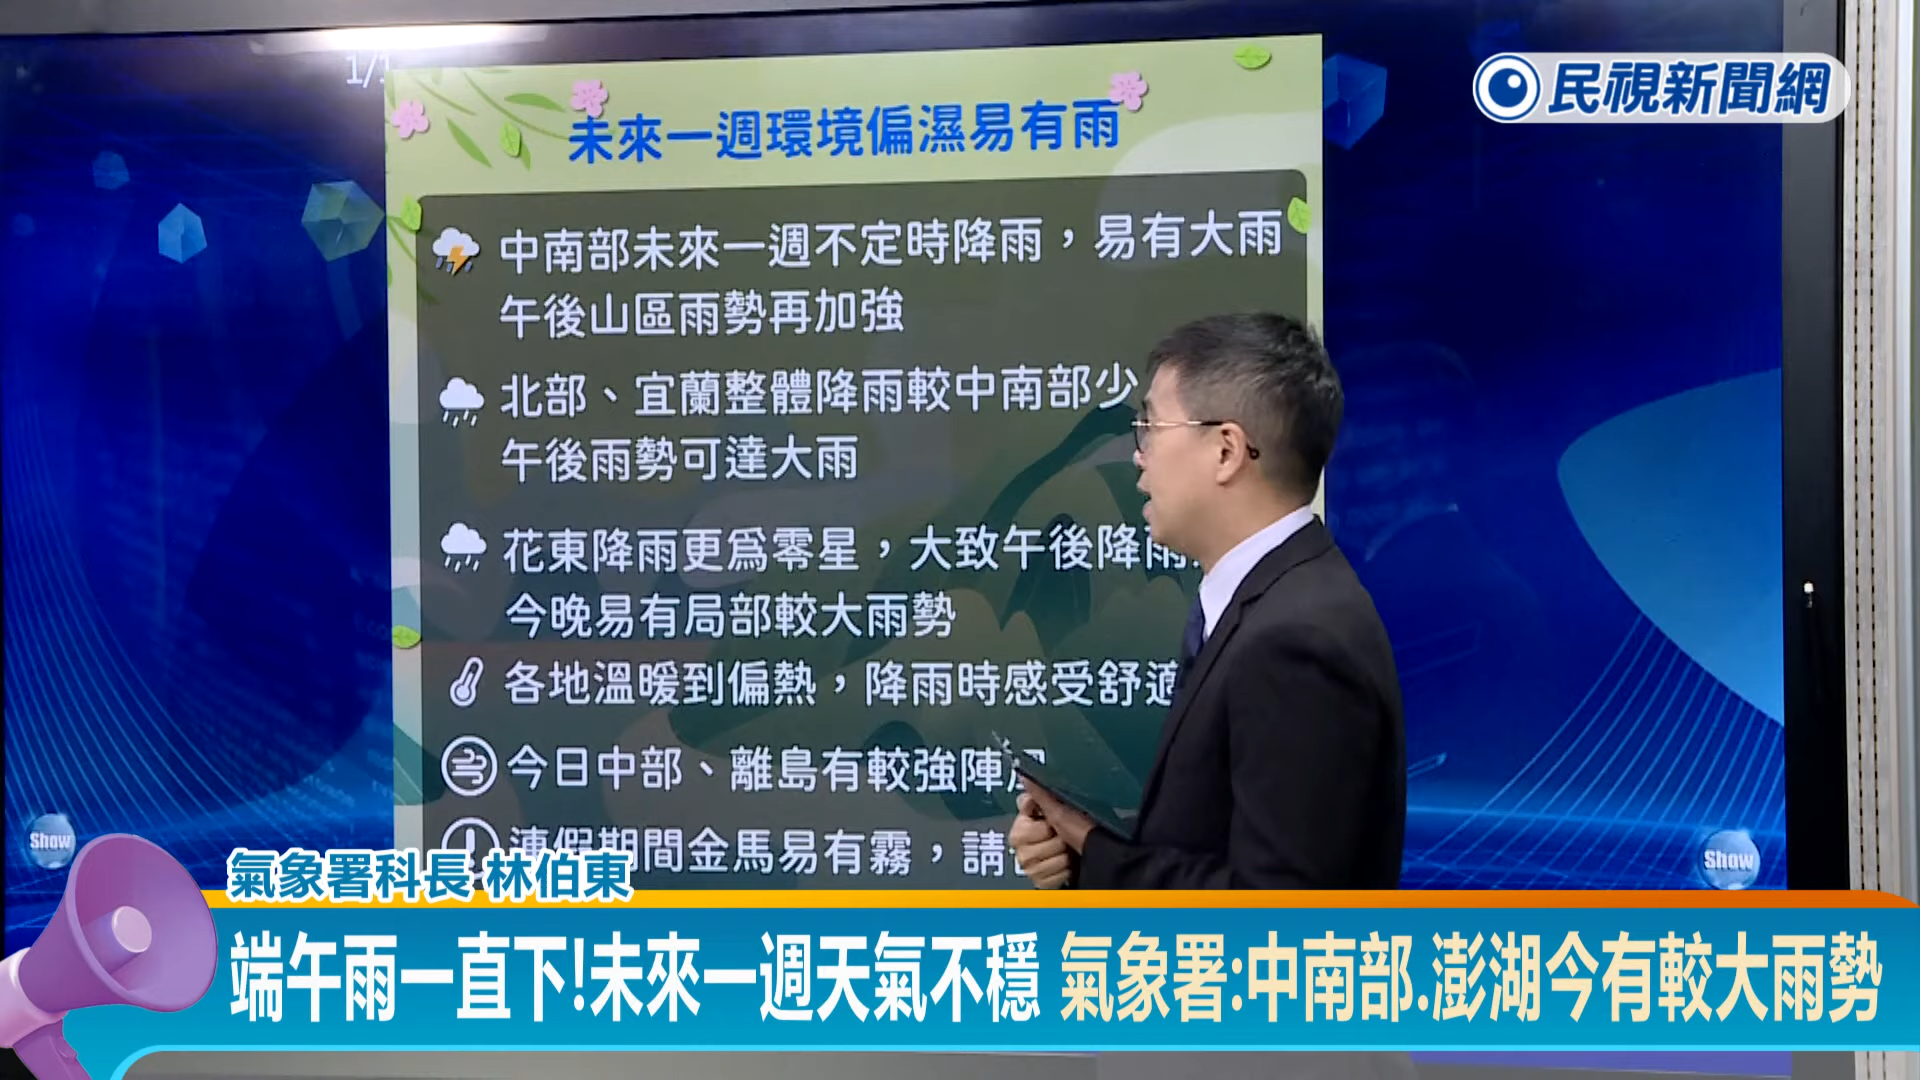 1/1
民視新聞網
未來一週環境偏濕易有雨
中南部未來一週不定時降雨，易有大雨
午後山區雨勢再加強
北部、宜蘭整體降雨較中南部少
午後雨勢可達大雨
花東降雨更為零星，大致午後降雨
今晚易有局部較大雨勢
各地溫暖到偏熱，降雨時感受舒適
今日中部、離島有較強陣風
連假期間金馬易有霧，請
Show
Show
氣象署科長 林伯東
端午雨一直下!未來一週天氣不穩 氣象署:中南部.澎湖今有較大雨勢